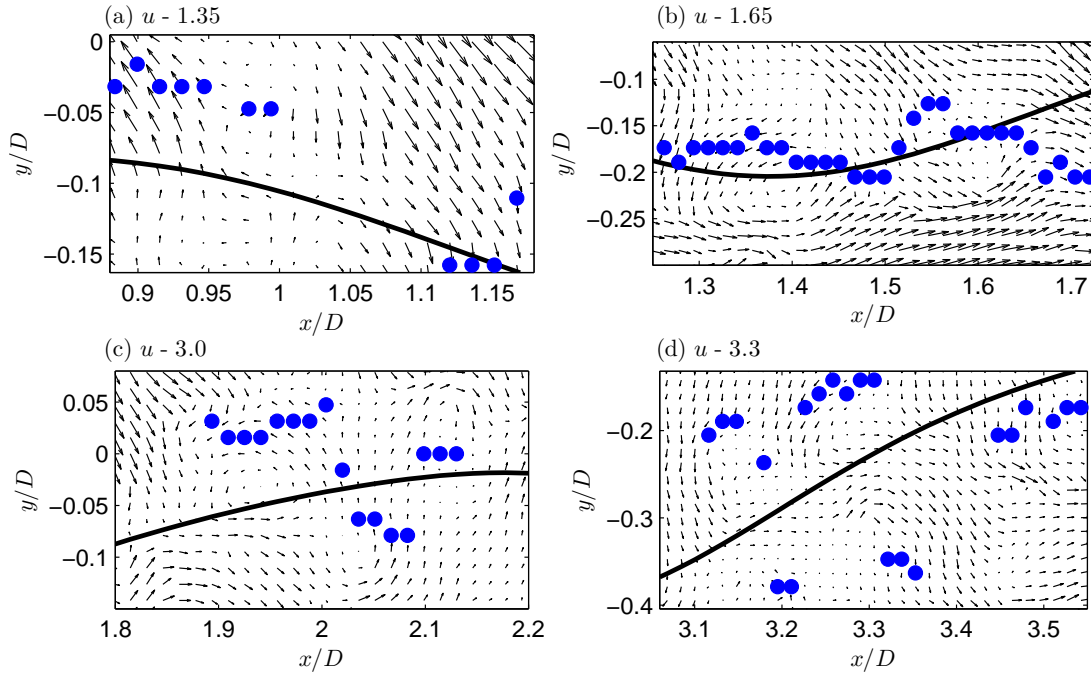 (a) u - 1.35
0
−0.05
−0.1
−0.15
y/D
0.9 0.95 1 1.05 1.1 1.15
x/D
(b) u - 1.65
−0.1
−0.15
−0.2
−0.25
y/D
1.3 1.4 1.5 1.6 1.7
x/D
(c) u - 3.0
0.05
0
−0.05
−0.1
y/D
1.8 1.9 2 2.1 2.2
x/D
(d) u - 3.3
−0.2
−0.3
−0.4
y/D
3.1 3.2 3.3 3.4 3.5
x/D